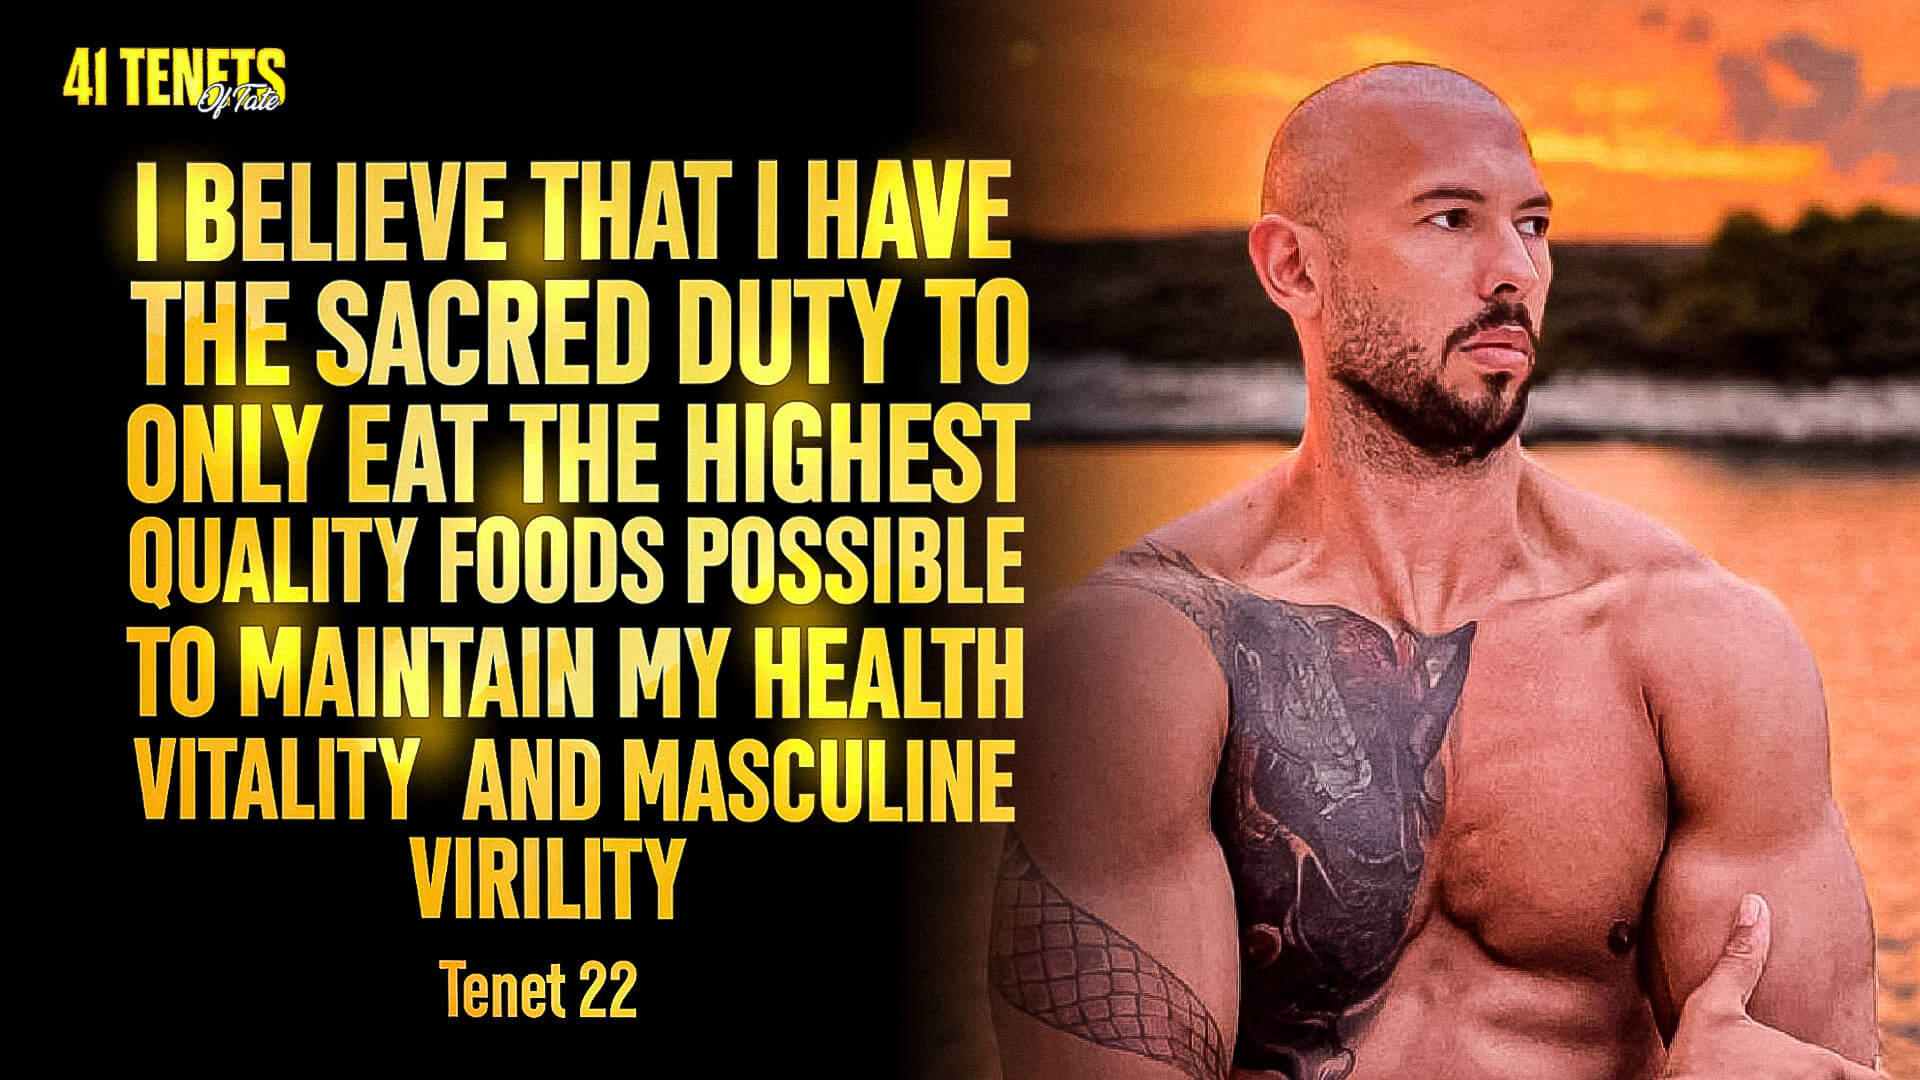 41 TENETS
Of Tate
I BELIEVE THAT I HAVE
THE SACRED DUTY TO
ONLY EAT THE HIGHEST
QUALITY FOODS POSSIBLE
TO MAINTAIN MY HEALTH
VITALITY AND MASCULINE
VIRILITY
Tenet 22